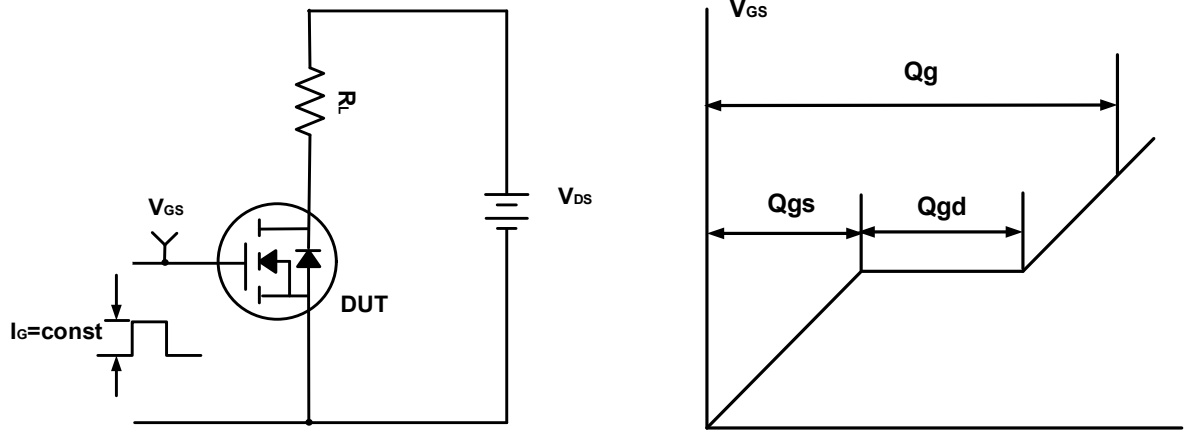 RL
VGS
VDS
DUT
IG=const
VGS
Qg
Qgs
Qgd